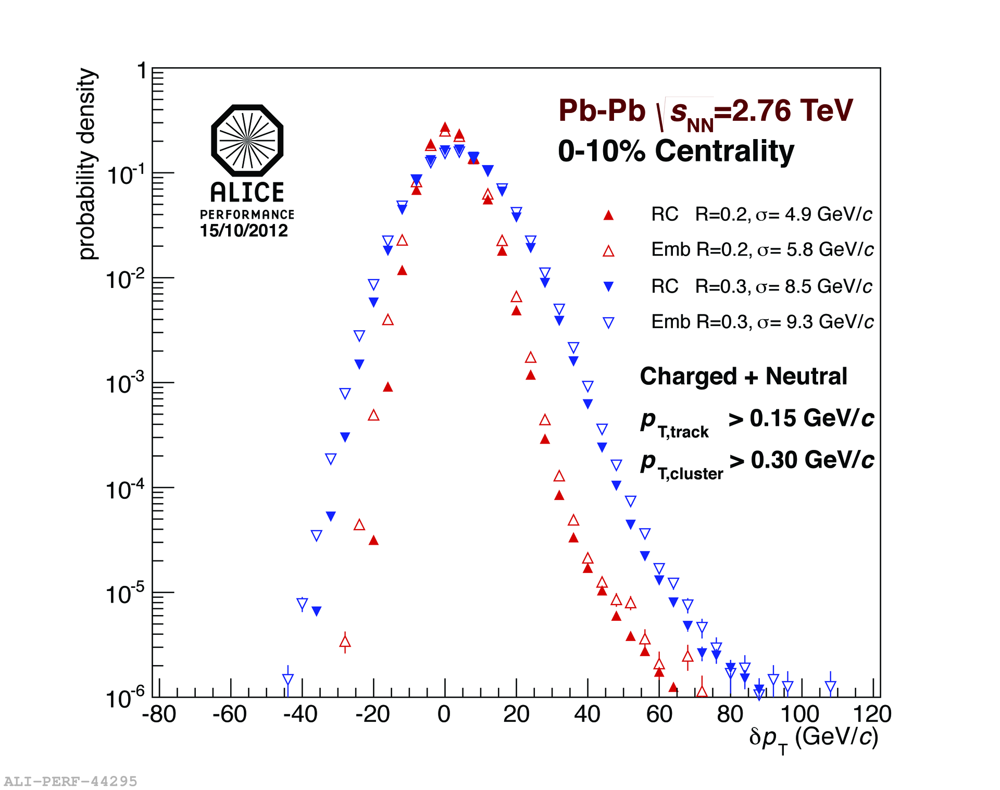 probability density
1
10-1
10-2
10-3
10-4
10-5
10-6
ALICE
PERFORMANCE
15/10/2012
Pb-Pb √sNN=2.76 TeV
0-10% Centrality
RC R=0.2, σ= 4.9 GeV/c
Emb R=0.2, σ= 5.8 GeV/c
RC R=0.3, σ= 8.5 GeV/c
Emb R=0.3, σ= 9.3 GeV/c
Charged + Neutral
pT,track > 0.15 GeV/c
pT,cluster > 0.30 GeV/c
-80 -60 -40 -20 0 20 40 60 80 100 120
δpT (GeV/c)
ALI-PERF-44295